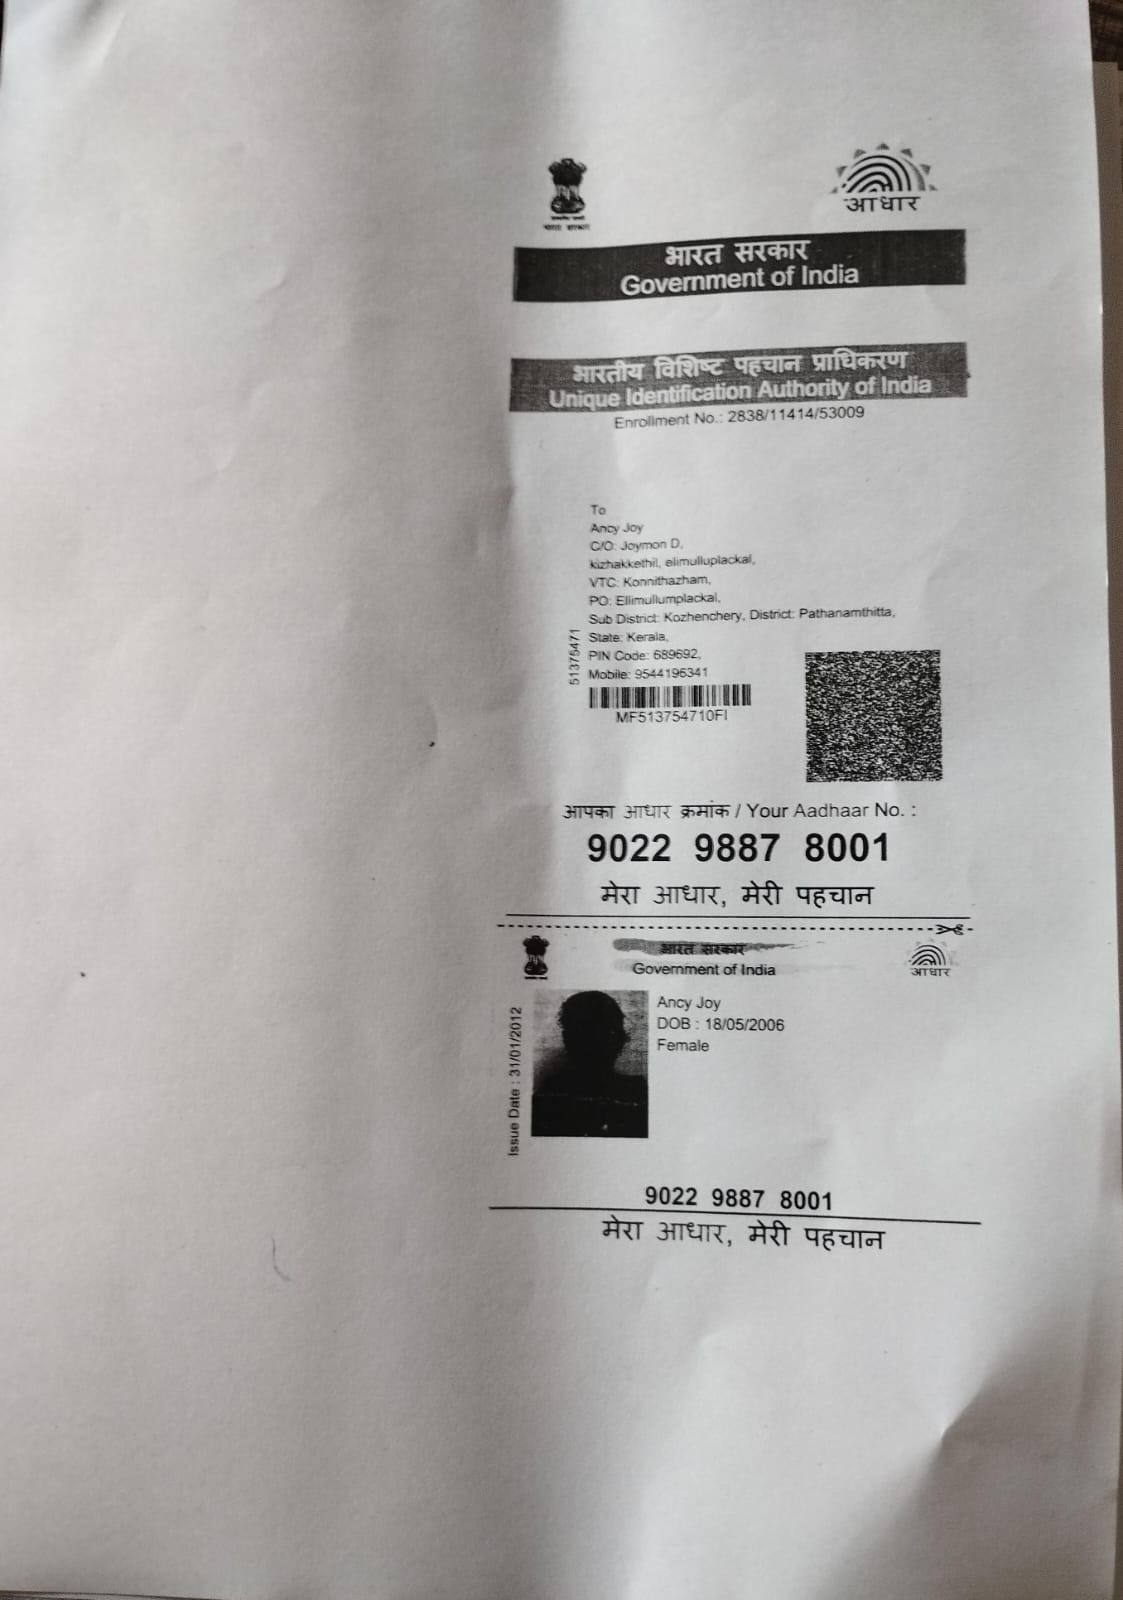 भारत सरकार
आधार
भारत सरकार
Government of India
भारतीय विशिष्ट पहचान प्राधिकरण
Unique Identification Authority of India
Enrollment No.: 2838/11414/53009
To
Ancy Joy
C/O: Joymon D,
kizhakkethil, elimulluplackal,
VTC: Konnithazham,
PO: Ellimullumplackal,
Sub District: Kozhenchery, District: Pathanamthitta,
State: Kerala,
PIN Code: 689692,
Mobile: 9544196341
51375471
MF513754710FI
आपका आधार क्रमांक / Your Aadhaar No. :
9022 9887 8001
मेरा आधार, मेरी पहचान
भारत सरकार
Government of India
आधार
Issue Date : 31/01/2012
Ancy Joy
DOB : 18/05/2006
Female
9022 9887 8001
मेरा आधार, मेरी पहचान